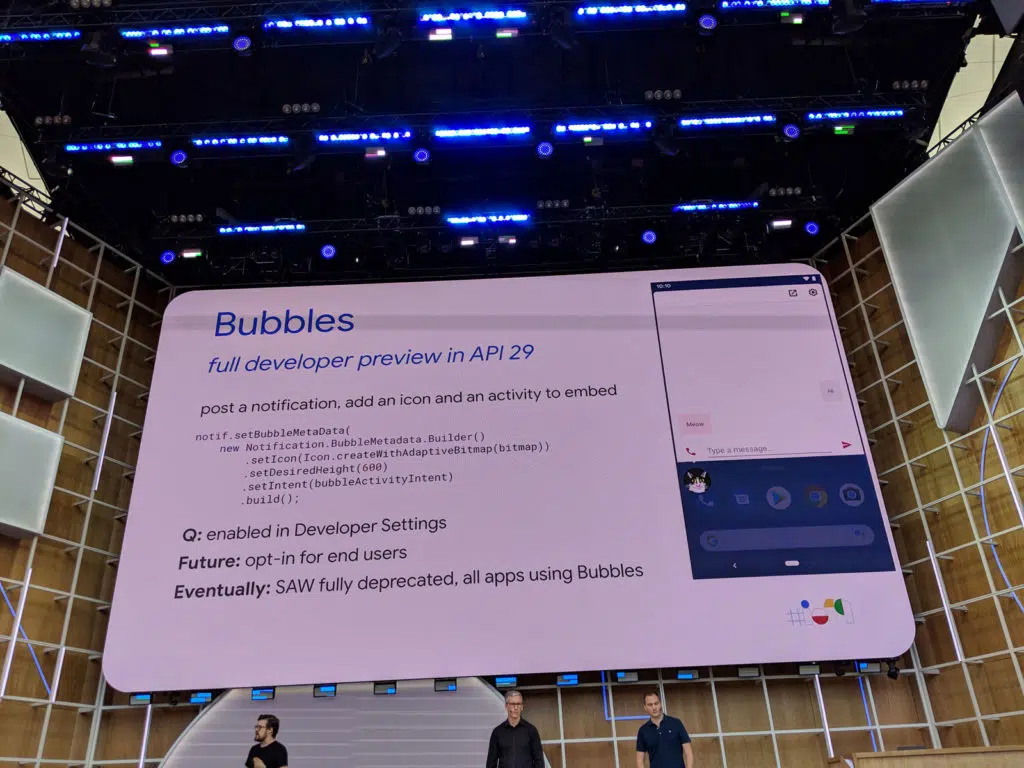 Bubbles
full developer preview in API 29
post a notification, add an icon and an activity to embed
notif.setBubbleMetaData(
new Notification.BubbleMetadata.Builder()
.setIcon(Icon.createWithAdaptiveBitmap(bitmap))
.setDesiredHeight(600)
.setIntent(bubbleActivityIntent)
.build();
Q: enabled in Developer Settings
Future: opt-in for end users
Eventually: SAW fully deprecated, all apps using Bubbles
10:10
Hi
Meow
Type a message...
#io19